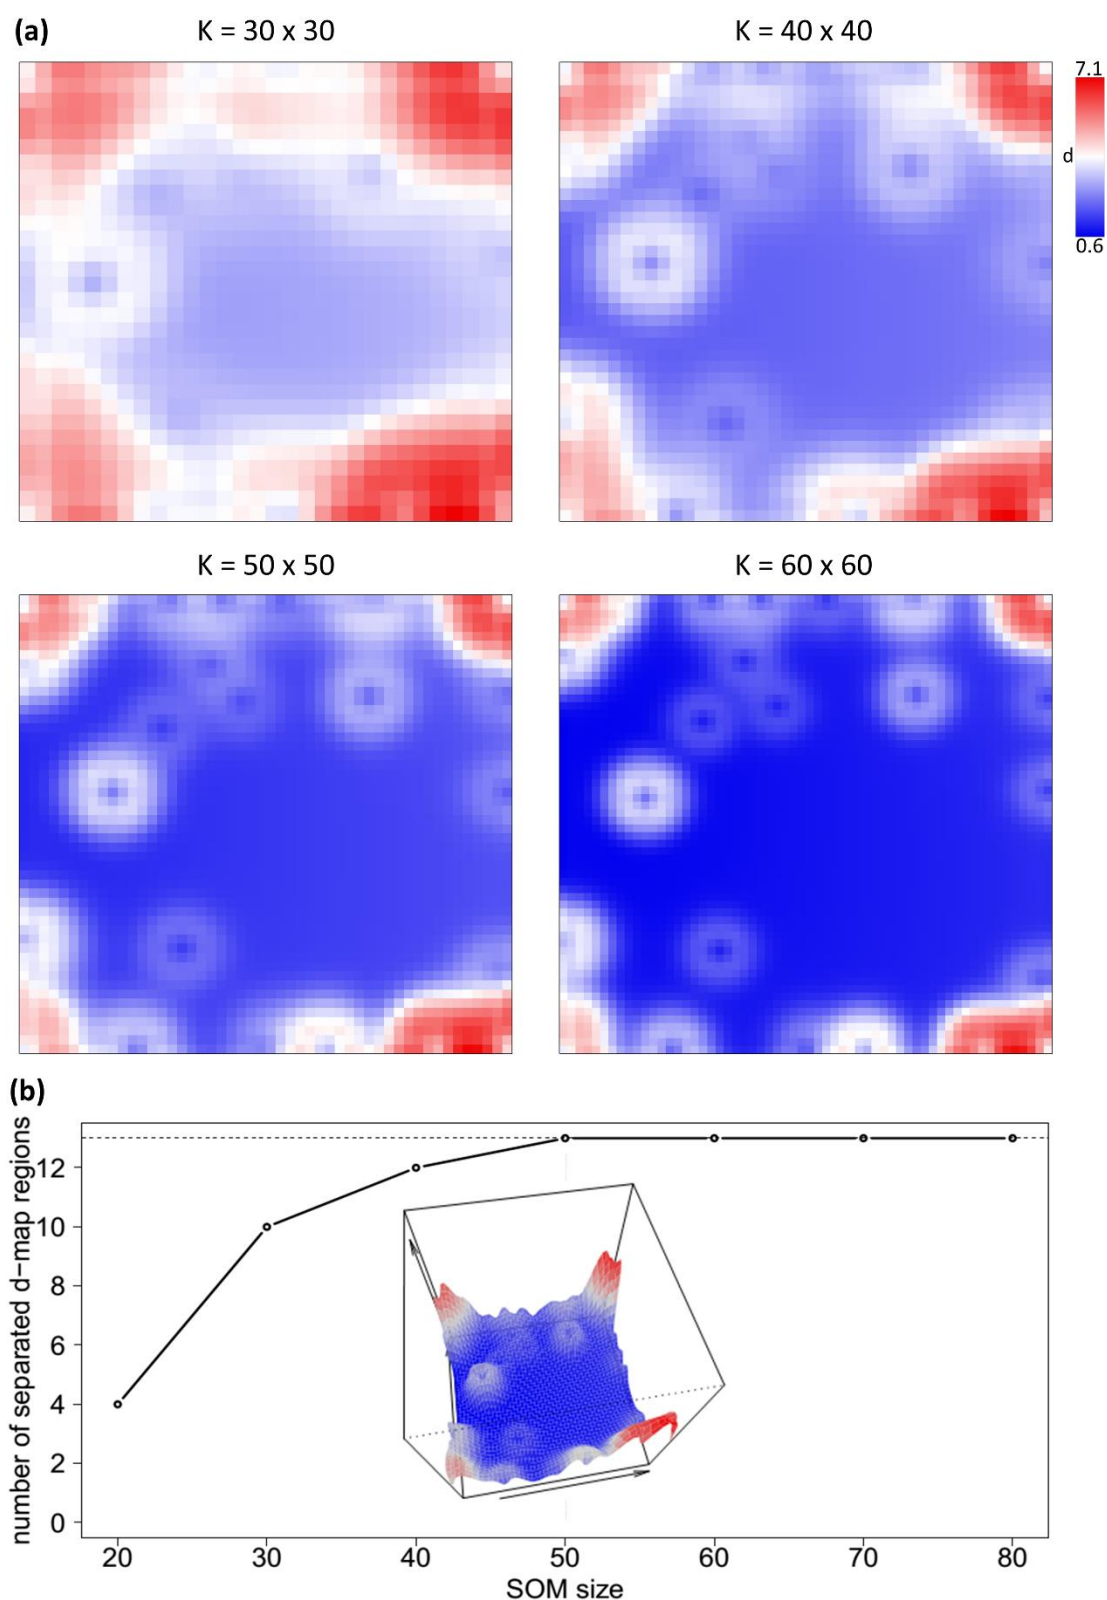 (a)
K = 30 x 30
K = 40 x 40
7.1
d
0.6
K = 50 x 50
K = 60 x 60
(b)
number of separated d−map regions
12
10
8
6
4
2
0
20 30 40 50 60 70 80
SOM size